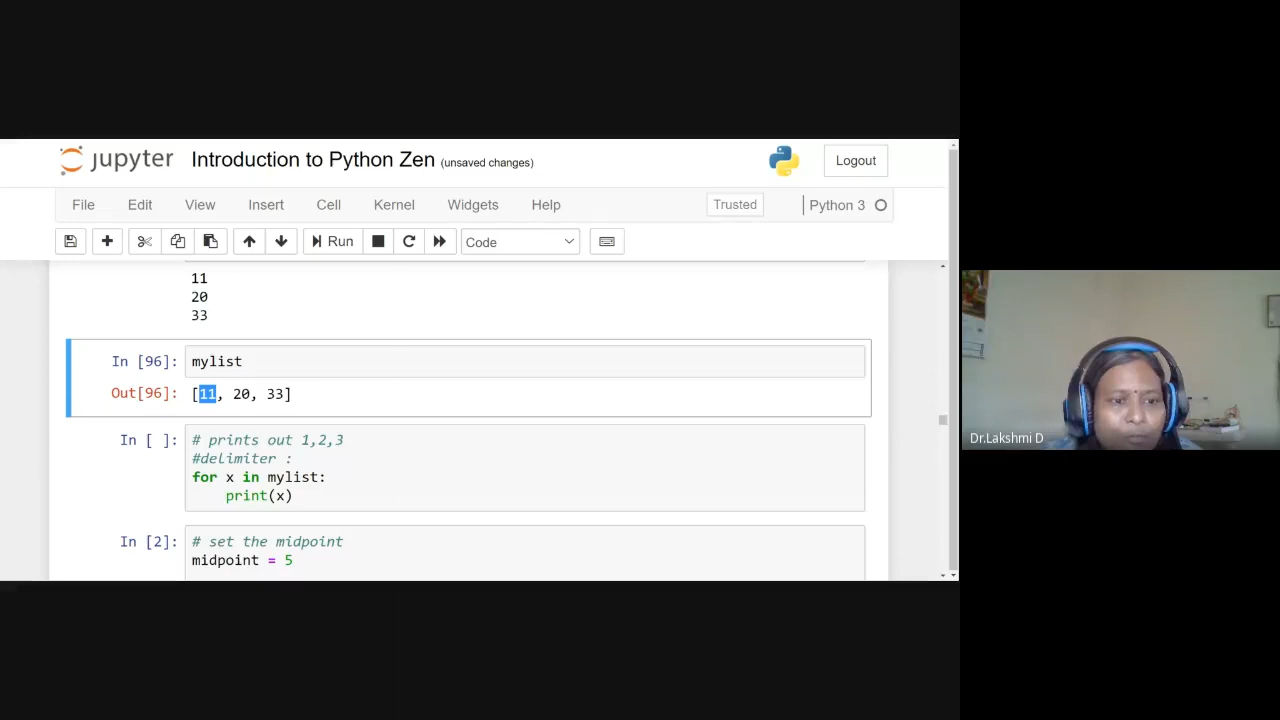 jupyter Introduction to Python Zen (unsaved changes) Logout
File Edit View Insert Cell Kernel Widgets Help Trusted Python 3
Run Code
11
20
33
In [96]: mylist
Out[96]: [11, 20, 33]
In [ ]: # prints out 1,2,3
#delimiter :
for x in mylist:
print(x)
In [2]: # set the midpoint
midpoint = 5
Dr.Lakshmi D